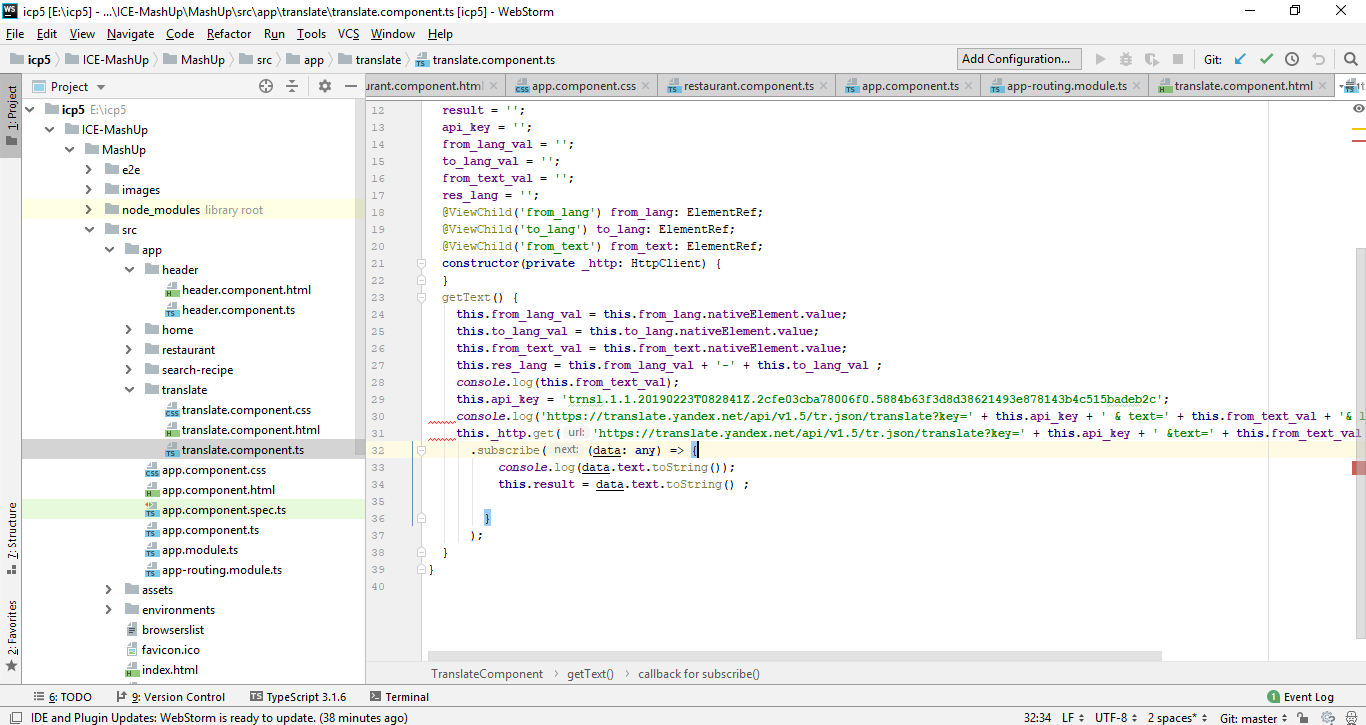 icp5 [E:\icp5] - ...\ICE-MashUp\MashUp\src\app\translate\translate.component.ts [icp5] - WebStorm
File Edit View Navigate Code Refactor Run Tools VCS Window Help
icp5 ICE-MashUp MashUp src app translate translate.component.ts Add Configuration... Git:
Project urant.component.html app.component.css restaurant.component.ts app.component.ts app-routing.module.ts translate.component.html
1: Project
7: Structure
2: Favorites
icp5 E:\icp5
ICE-MashUp
MashUp
e2e
images
node_modules library root
src
app
header
header.component.html
header.component.ts
home
restaurant
search-recipe
translate
translate.component.css
translate.component.html
translate.component.ts
app.component.css
app.component.html
app.component.spec.ts
app.component.ts
app.module.ts
app-routing.module.ts
assets
environments
browserslist
favicon.ico
index.html
12 result = '';
13 api_key = '';
14 from_lang_val = '';
15 to_lang_val = '';
16 from_text_val = '';
17 res_lang = '';
18 @ViewChild('from_lang') from_lang: ElementRef;
19 @ViewChild('to_lang') to_lang: ElementRef;
20 @ViewChild('from_text') from_text: ElementRef;
21 constructor(private _http: HttpClient) {
22 }
23 getText() {
24 this.from_lang_val = this.from_lang.nativeElement.value;
25 this.to_lang_val = this.to_lang.nativeElement.value;
26 this.from_text_val = this.from_text.nativeElement.value;
27 this.res_lang = this.from_lang_val + '-' + this.to_lang_val ;
28 console.log(this.from_text_val);
29 this.api_key = 'trnsl.1.1.20190223T082841Z.2cfe03cba78006f0.5884b63f3d8d38621493e878143b4c515badeb2c';
30 console.log('https://translate.yandex.net/api/v1.5/tr.json/translate?key=' + this.api_key + ' & text=' + this.from_text_val + '& l
31 this._http.get( url: 'https://translate.yandex.net/api/v1.5/tr.json/translate?key=' + this.api_key + ' &text=' + this.from_text_val
32 .subscribe( next: (data: any) => {
33 console.log(data.text.toString());
34 this.result = data.text.toString() ;
35
36 }
37 );
38 }
39 }
40
TranslateComponent getText() callback for subscribe()
6: TODO 9: Version Control TypeScript 3.1.6 Terminal 1 Event Log
IDE and Plugin Updates: WebStorm is ready to update. (38 minutes ago) 32:34 LF UTF-8 2 spaces* Git: master